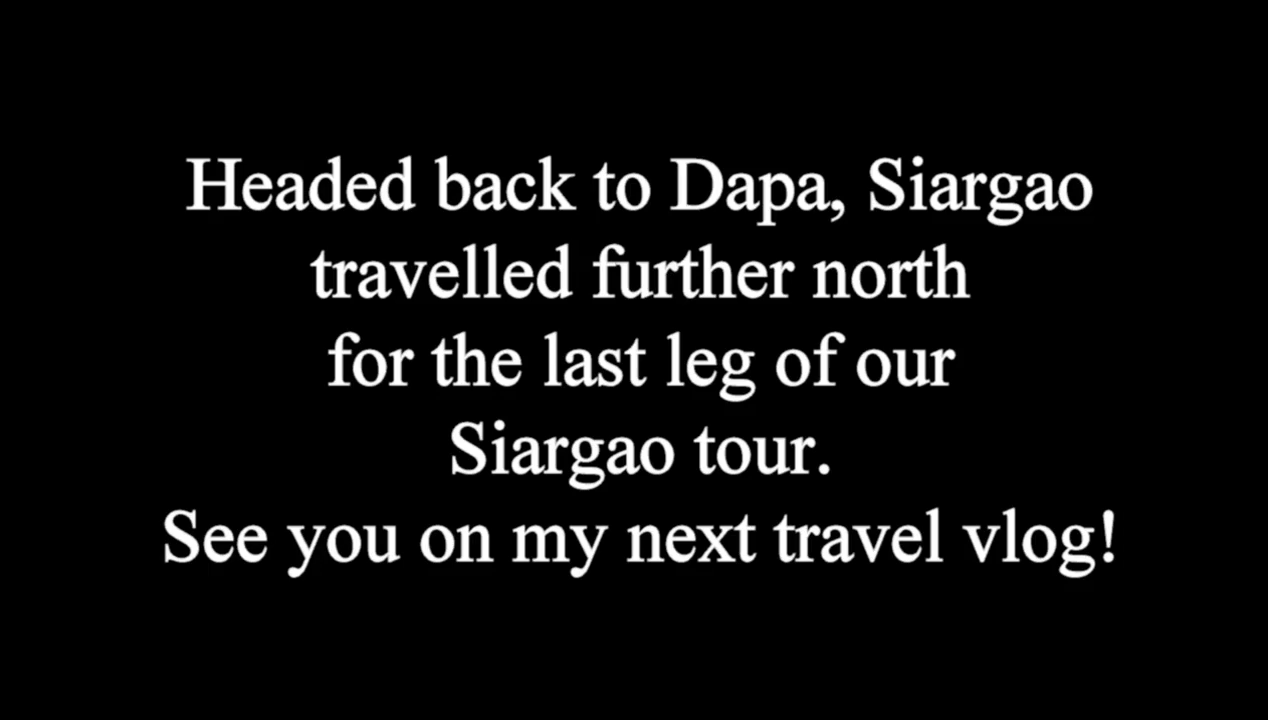 Headed back to Dapa, Siargao
travelled further north
for the last leg of our
Siargao tour.
See you on my next travel vlog!